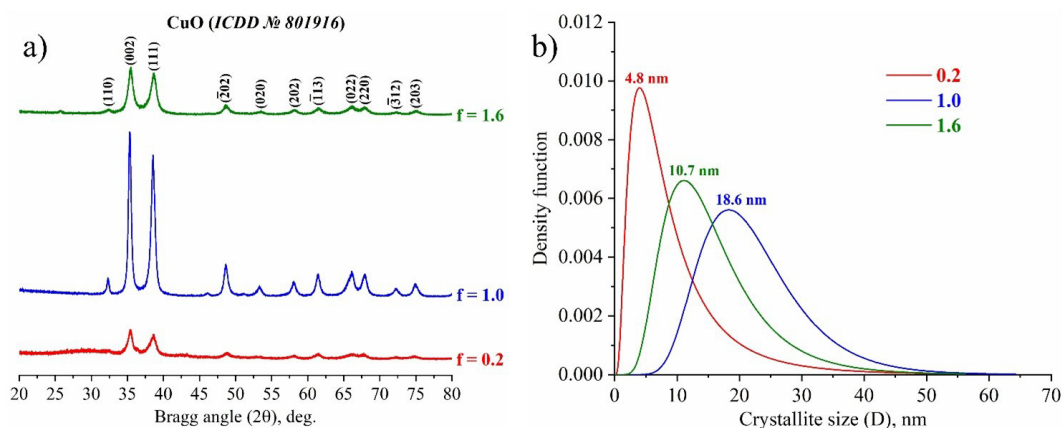 CuO (ICDD № 801916)
a)
(110)
(002)
(111)
(2̄02)
(020)
(202)
(1̄13)
(022)
(220)
(3̄12)
(203)
f = 1.6
f = 1.0
f = 0.2
20 25 30 35 40 45 50 55 60 65 70 75 80
Bragg angle (2θ), deg.
b)
0.012
0.010
0.008
0.006
0.004
0.002
0.000
Density function
4.8 nm
10.7 nm
18.6 nm
0.2
1.0
1.6
0 10 20 30 40 50 60 70
Crystallite size (D), nm